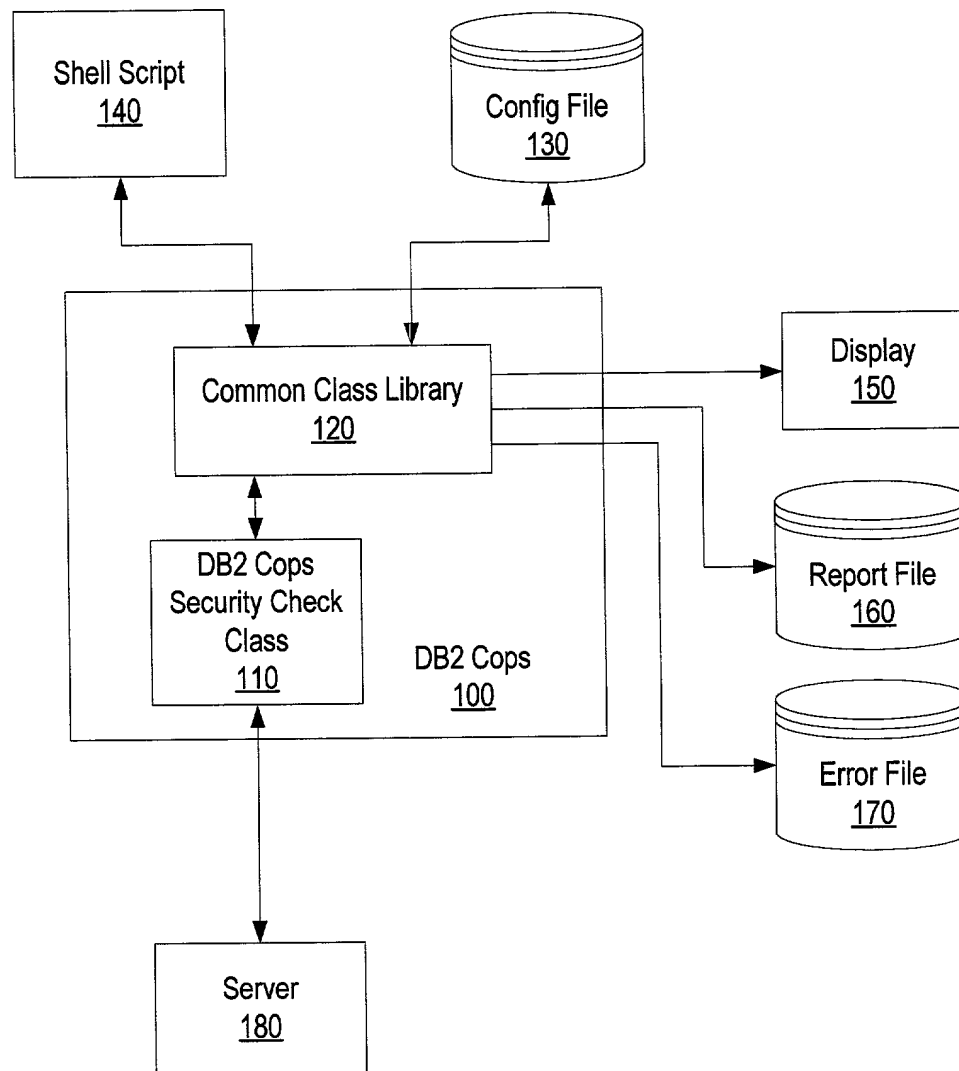 Shell Script
140
Config File
130
Common Class Library
120
Display
150
DB2 Cops
Security Check
Class
110
DB2 Cops
100
Report File
160
Error File
170
Server
180